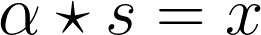 α ⋆ s = x